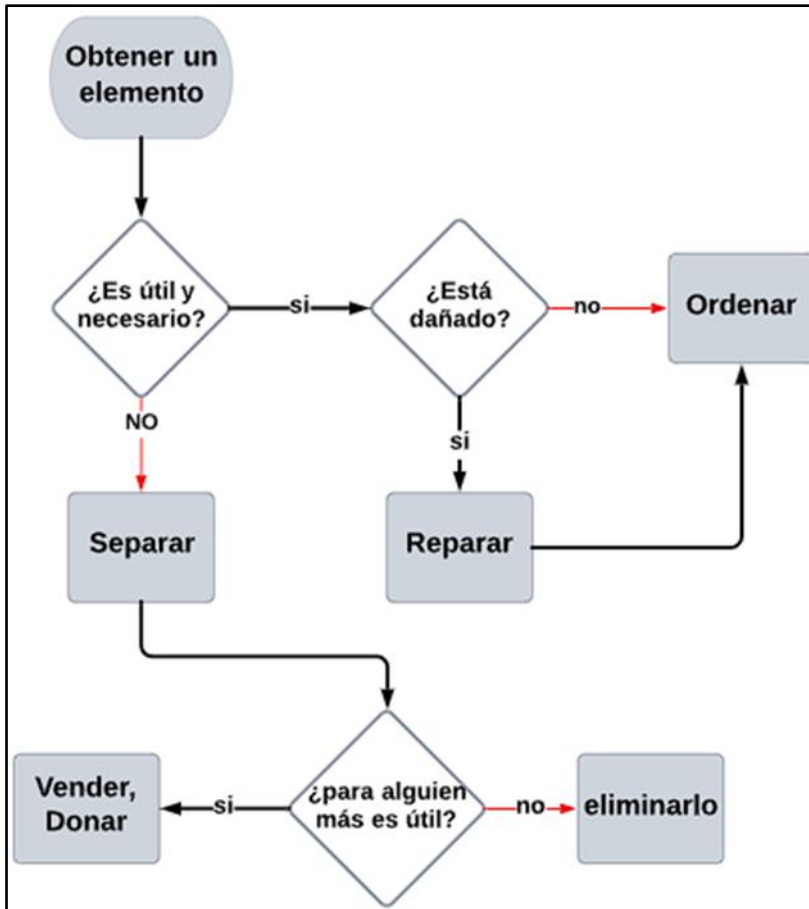 Obtener un
elemento
¿Es útil y
necesario?
si
¿Está
dañado?
no
Ordenar
NO
si
Separar
Reparar
Vender,
Donar
si
¿para alguien
más es útil?
no
eliminarlo